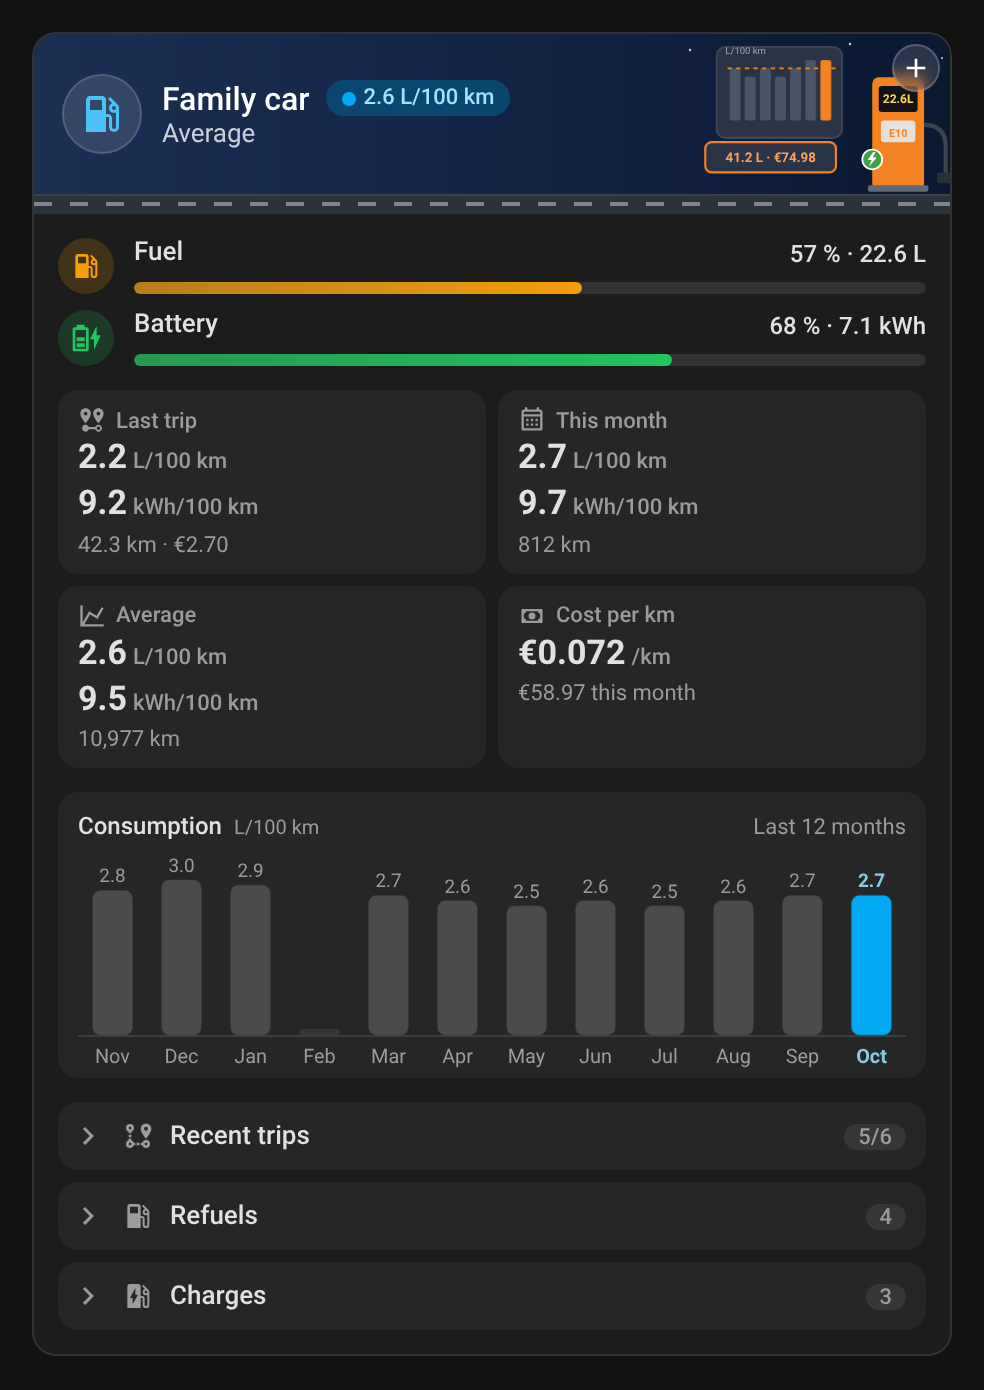 Family car
2.6 L/100 km
Average
L/100 km
41.2 L · €74.98
22.6L
E10
Fuel
57 % · 22.6 L
Battery
68 % · 7.1 kWh
Last trip
2.2 L/100 km
9.2 kWh/100 km
42.3 km · €2.70
This month
2.7 L/100 km
9.7 kWh/100 km
812 km
Average
2.6 L/100 km
9.5 kWh/100 km
10,977 km
Cost per km
€0.072 /km
€58.97 this month
Consumption L/100 km
Last 12 months
2.8 3.0 2.9 2.7 2.6 2.5 2.6 2.5 2.6 2.7 2.7
Nov Dec Jan Feb Mar Apr May Jun Jul Aug Sep Oct
Recent trips
5/6
Refuels
4
Charges
3